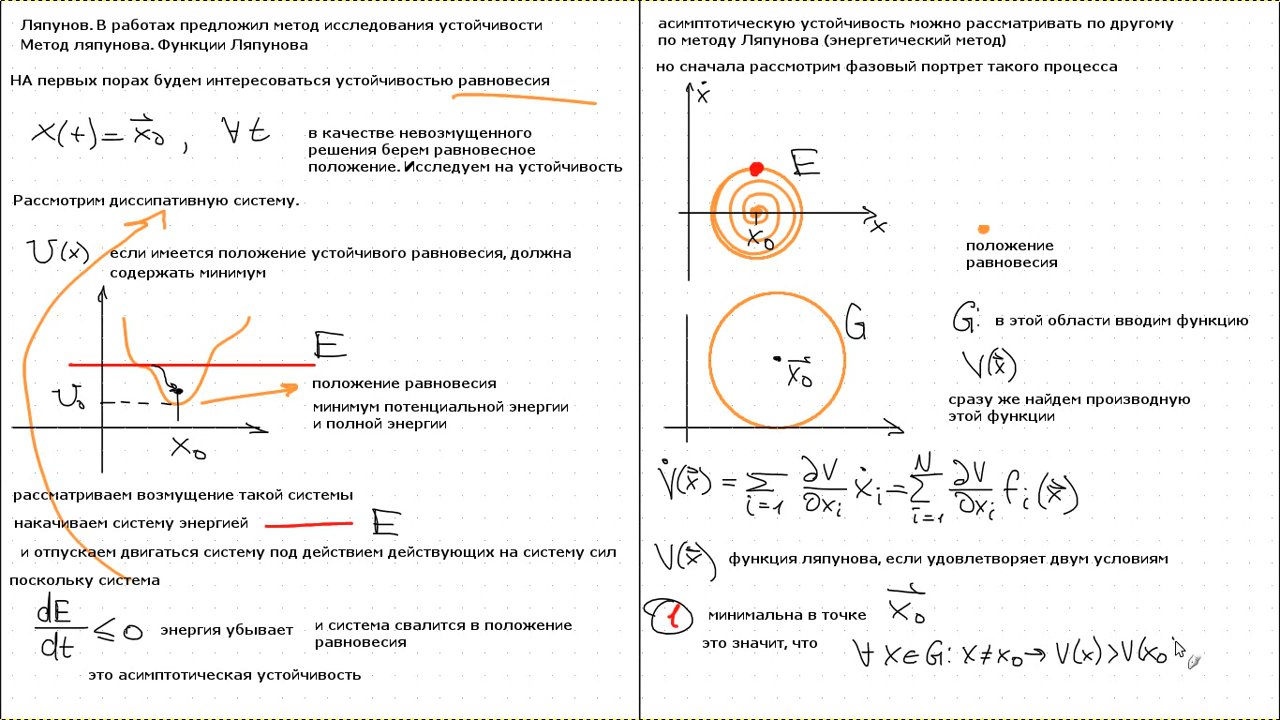 Ляпунов. В работах предложил метод исследования устойчивости
Метод ляпунова. Функции Ляпунова
НА первых порах будем интересоваться устойчивостью равновесия
x(t) = x⃗₀ , ∀ t
в качестве невозмущенного
решения берем равновесное
положение. Исследуем на устойчивость
Рассмотрим диссипативную систему.
U(x)
если имеется положение устойчивого равновесия, должна
содержать минимум
E
положение равновесия
U₀
минимум потенциальной энергии
и полной энергии
x₀
рассматриваем возмущение такой системы
накачиваем систему энергией
E
и отпускаем двигаться систему под действием действующих на систему сил
поскольку система
dE/dt ≤ 0
энергия убывает
и система свалится в положение
равновесия
это асимптотическая устойчивость
асимптотическую устойчивость можно рассматривать по другому
по методу Ляпунова (энергетический метод)
но сначала рассмотрим фазовый портрет такого процесса
ẋ
E
x
x₀
положение
равновесия
G
x⃗₀
G:
в этой области вводим функцию
V(x⃗)
сразу же найдем производную
этой функции
V̇(x⃗) = ∑_{i=1} ∂V/∂x_i ẋ_i = ∑_{i=1}^{N} ∂V/∂x_i f_i(x⃗)
V(x⃗)
функция ляпунова, если удовлетворяет двум условиям
1
минимальна в точке
x⃗₀
это значит, что
∀ x ∈ G: x ≠ x₀ → V(x) > V(x₀